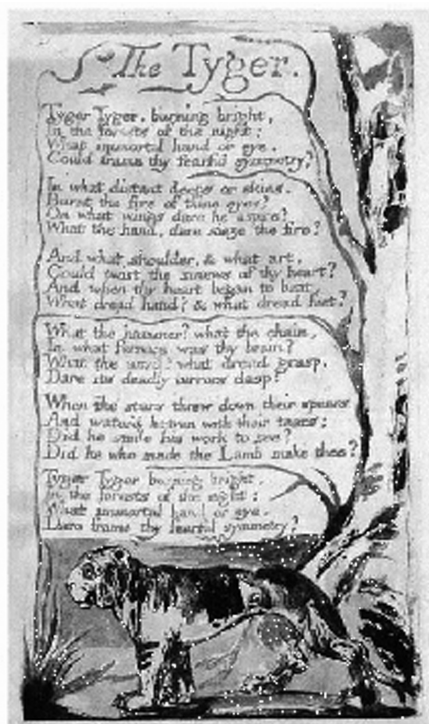 The Tyger.
Tyger Tyger, burning bright,
In the forests of the night;
What immortal hand or eye,
Could frame thy fearful symmetry?
In what distant deeps or skies,
Burnt the fire of thine eyes?
On what wings dare he aspire?
What the hand, dare sieze the fire?
And what shoulder, & what art,
Could twist the sinews of thy heart?
And when thy heart began to beat,
What dread hand? & what dread feet?
What the hammer? what the chain,
In what furnace was thy brain?
What the anvil? what dread grasp,
Dare its deadly terrors clasp?
When the stars threw down their spears
And water'd heaven with their tears:
Did he smile his work to see?
Did he who made the Lamb make thee?
Tyger Tyger burning bright,
In the forests of the night:
What immortal hand or eye,
Dare frame thy fearful symmetry?